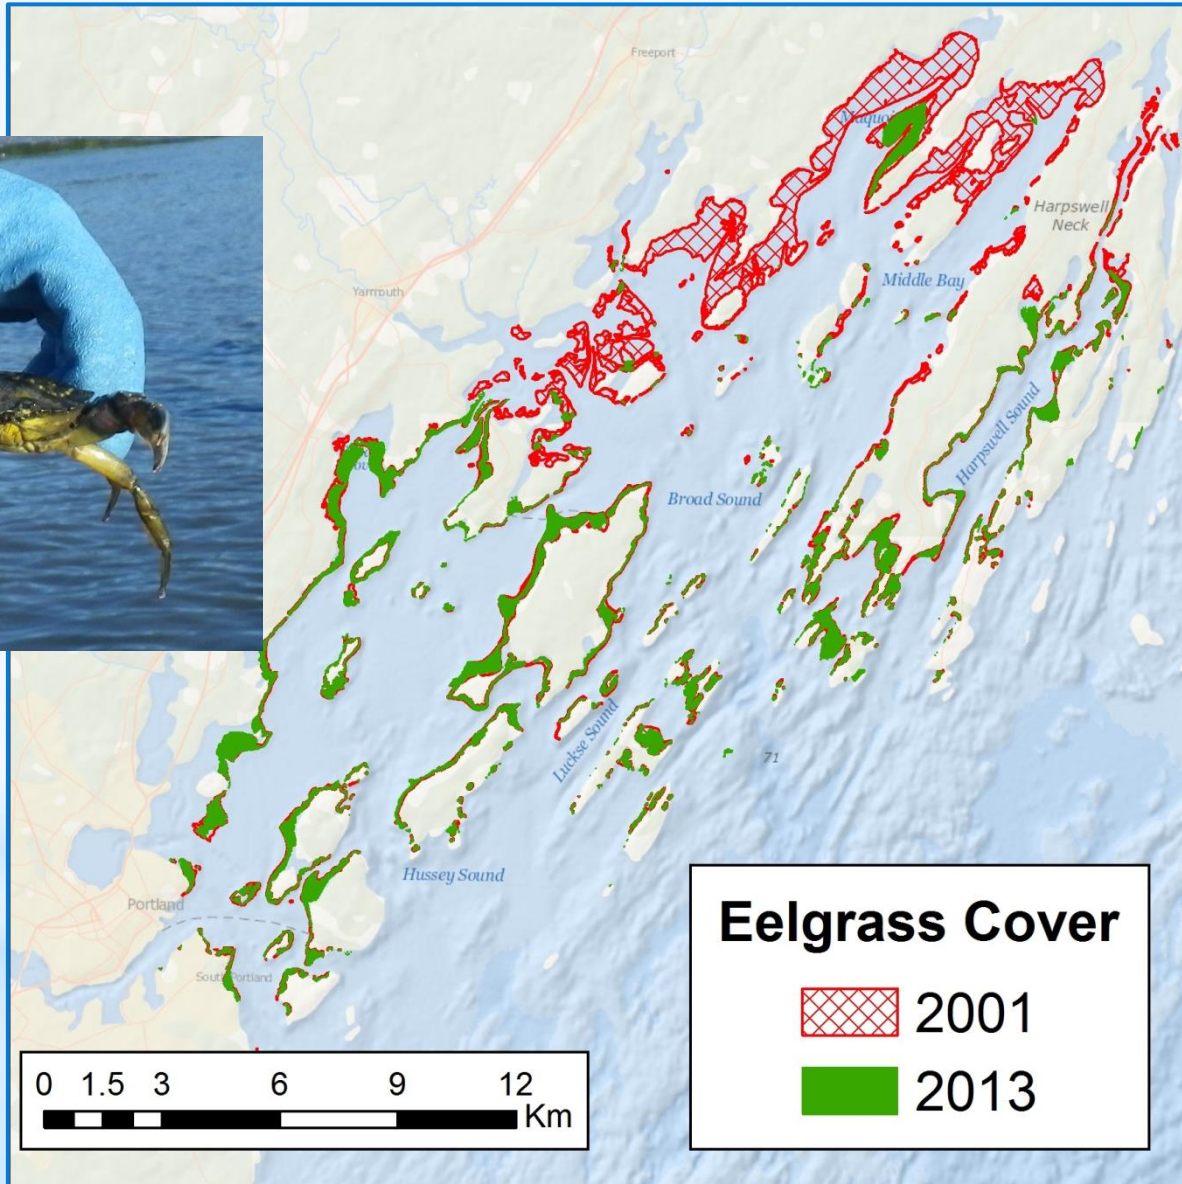 Freeport
Maquoi
Harpswell
Neck
Middle Bay
Yarmouth
Harpswell Sound
Broad Sound
Luckse Sound
71
Hussey Sound
Portland
South Portland
Eelgrass Cover
2001
2013
0 1.5 3 6 9 12
Km